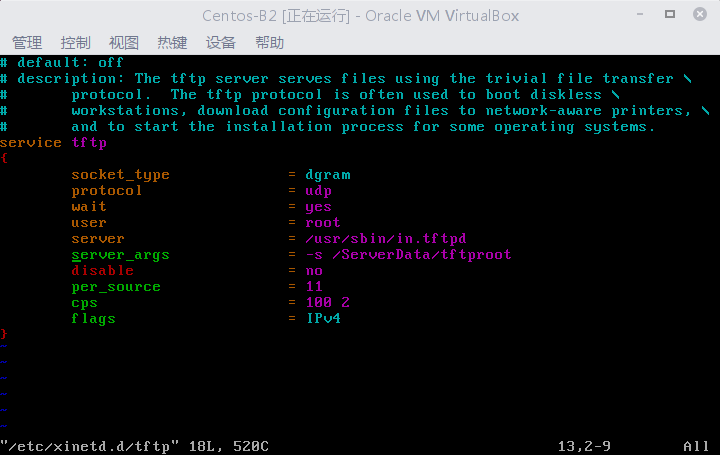 Centos-B2 [正在运行] - Oracle VM VirtualBox
管理 控制 视图 热键 设备 帮助
# default: off
# description: The tftp server serves files using the trivial file transfer \
#       protocol.  The tftp protocol is often used to boot diskless \
#       workstations, download configuration files to network-aware printers, \
#       and to start the installation process for some operating systems.
service tftp
{
        socket_type             = dgram
        protocol                = udp
        wait                    = yes
        user                    = root
        server                  = /usr/sbin/in.tftpd
        server_args             = -s /ServerData/tftproot
        disable                 = no
        per_source              = 11
        cps                     = 100 2
        flags                   = IPv4
}
~
~
~
~
~
~
"/etc/xinetd.d/tftp" 18L, 520C                                13,2-9         All